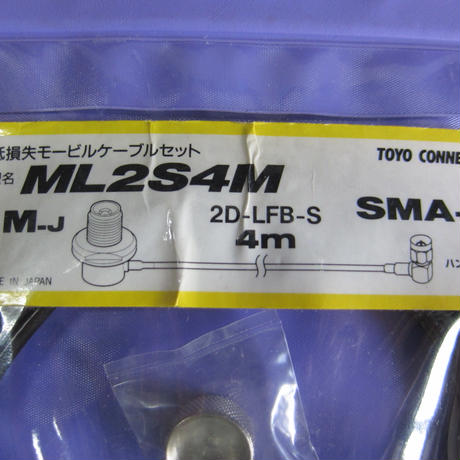 低損失モービルケーブルセット
TOYO CONNE
名 ML2S4M
M-J
2D-LFB-S
SMA-
4m
E IN JAPAN
ハン